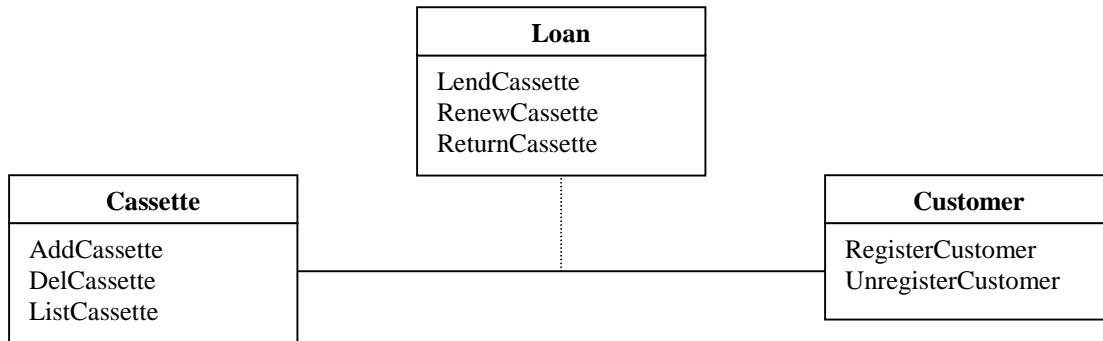 Loan
LendCassette
RenewCassette
ReturnCassette
Cassette
AddCassette
DelCassette
ListCassette
Customer
RegisterCustomer
UnregisterCustomer